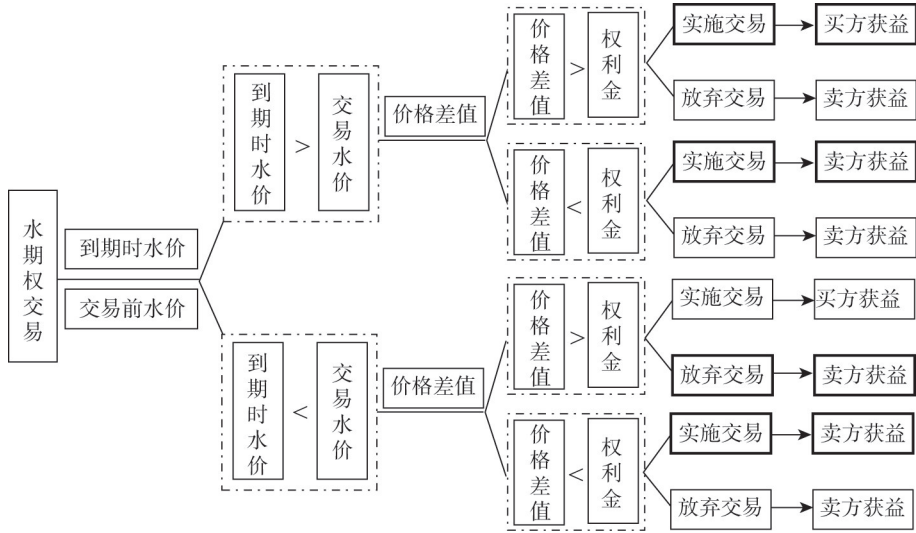 水期权交易
到期时水价
交易前水价
到期时水价 > 交易水价
价格差值
价格差值 > 权利金
实施交易
买方获益
放弃交易
卖方获益
价格差值 < 权利金
实施交易
卖方获益
放弃交易
卖方获益
到期时水价 < 交易水价
价格差值
价格差值 > 权利金
实施交易
买方获益
放弃交易
卖方获益
价格差值 < 权利金
实施交易
卖方获益
放弃交易
卖方获益